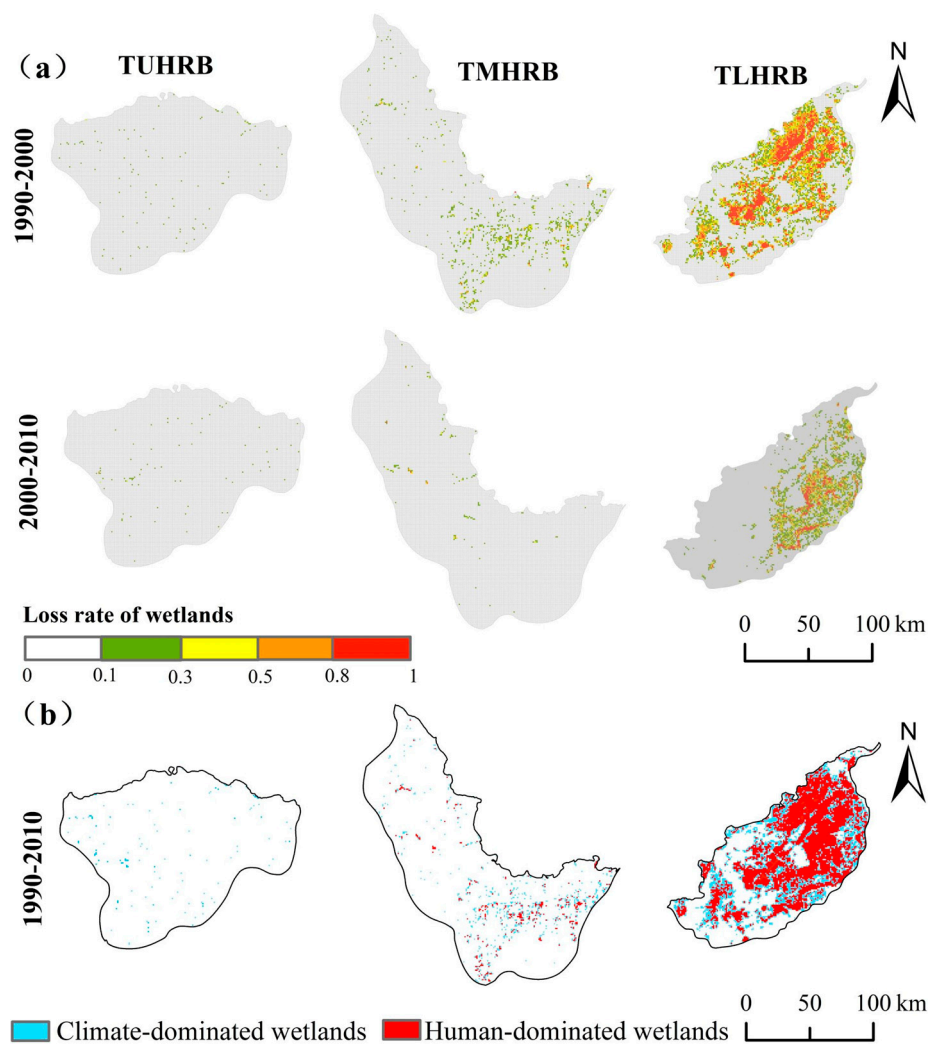 （a）
TUHRB
TMHRB
TLHRB
N
1990-2000
2000-2010
Loss rate of wetlands
0 0.1 0.3 0.5 0.8 1
0 50 100 km
（b）
N
1990-2010
Climate-dominated wetlands
Human-dominated wetlands
0 50 100 km